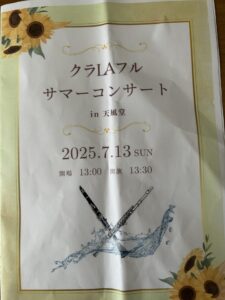 クラLAフル
サマーコンサート
in 天風堂
2025.7.13 SUN
開場 13:00 開演 13:30